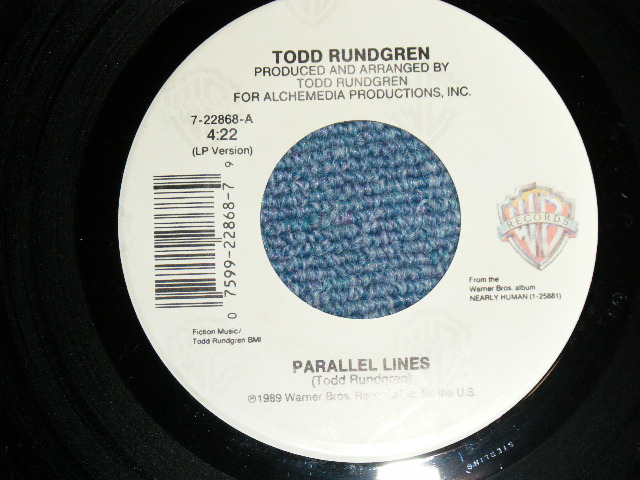 TODD RUNDGREN
PRODUCED AND ARRANGED BY
TODD RUNDGREN
FOR ALCHEMEDIA PRODUCTIONS, INC.
7-22868-A
4:22
(LP Version)
0 7599-22868-7 9
WB
RECORDS
From the
Warner Bros. album
NEARLY HUMAN (1-25881)
Fiction Music/
Todd Rundgren BMI
PARALLEL LINES
(Todd Rundgren)
℗1989 Warner Bros. Records Inc. for the U.S.
STERLING